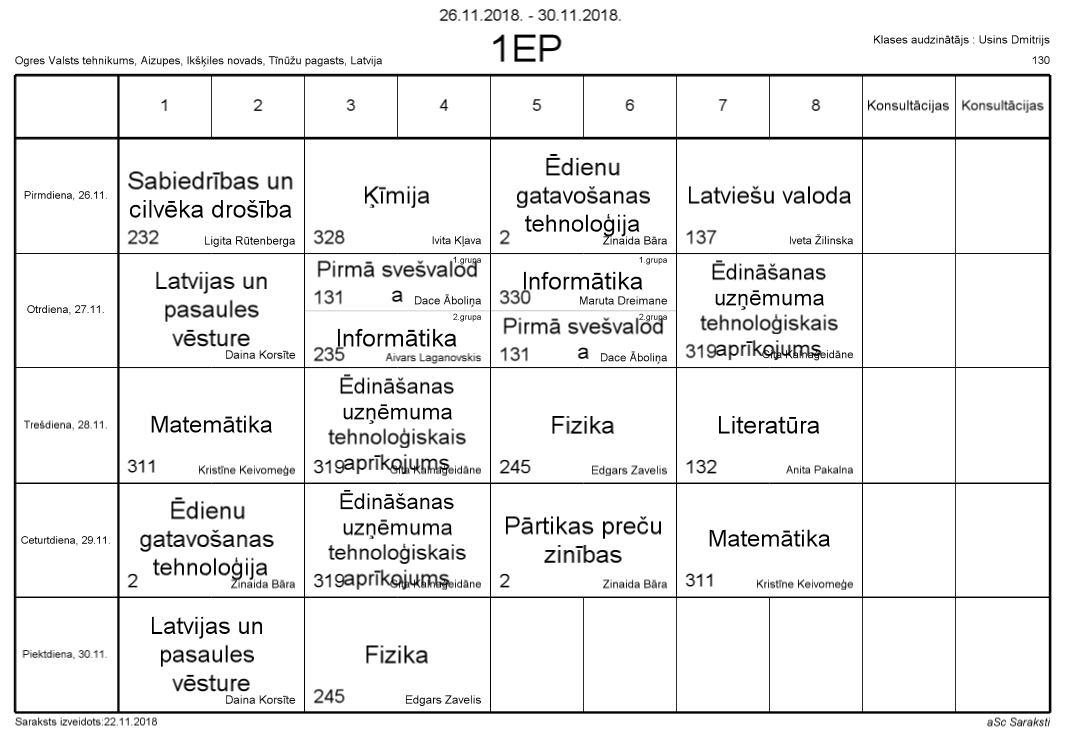 26.11.2018. - 30.11.2018.
1EP
Klases audzinātājs : Usins Dmitrijs
Ogres Valsts tehnikums, Aizupes, Ikšķiles novads, Tīnūžu pagasts, Latvija
130
1 2 3 4 5 6 7 8 Konsultācijas Konsultācijas
Pirmdiena, 26.11.
Sabiedrības un
cilvēka drošība
232 Ligita Rūtenberga
Ķīmija
328 Ivita Kļava
Ēdienu
gatavošanas
tehnoloģija
2 Zinaida Bāra
Latviešu valoda
137 Iveta Žilinska
Otrdiena, 27.11.
Latvijas un
pasaules
vēsture
Daina Korsīte
1.grupa
Pirmā svešvalod
a
131 Dace Āboliņa
2.grupa
Informātika
235 Aivars Laganovskis
1.grupa
Informātika
330 Maruta Dreimane
2.grupa
Pirmā svešvalod
a
131 Dace Āboliņa
Ēdināšanas
uzņēmuma
tehnoloģiskais
aprīkojums
319 Gita Kalnageidāne
Trešdiena, 28.11.
Matemātika
311 Kristīne Keivomeģe
Ēdināšanas
uzņēmuma
tehnoloģiskais
aprīkojums
319 Gita Kalnageidāne
Fizika
245 Edgars Zavelis
Literatūra
132 Anita Pakalna
Ceturtdiena, 29.11.
Ēdienu
gatavošanas
tehnoloģija
2 Zinaida Bāra
Ēdināšanas
uzņēmuma
tehnoloģiskais
aprīkojums
319 Gita Kalnageidāne
Pārtikas preču
zinības
2 Zinaida Bāra
Matemātika
311 Kristīne Keivomeģe
Piektdiena, 30.11.
Latvijas un
pasaules
vēsture
Daina Korsīte
Fizika
245 Edgars Zavelis
Saraksts izveidots:22.11.2018
aSc Saraksti